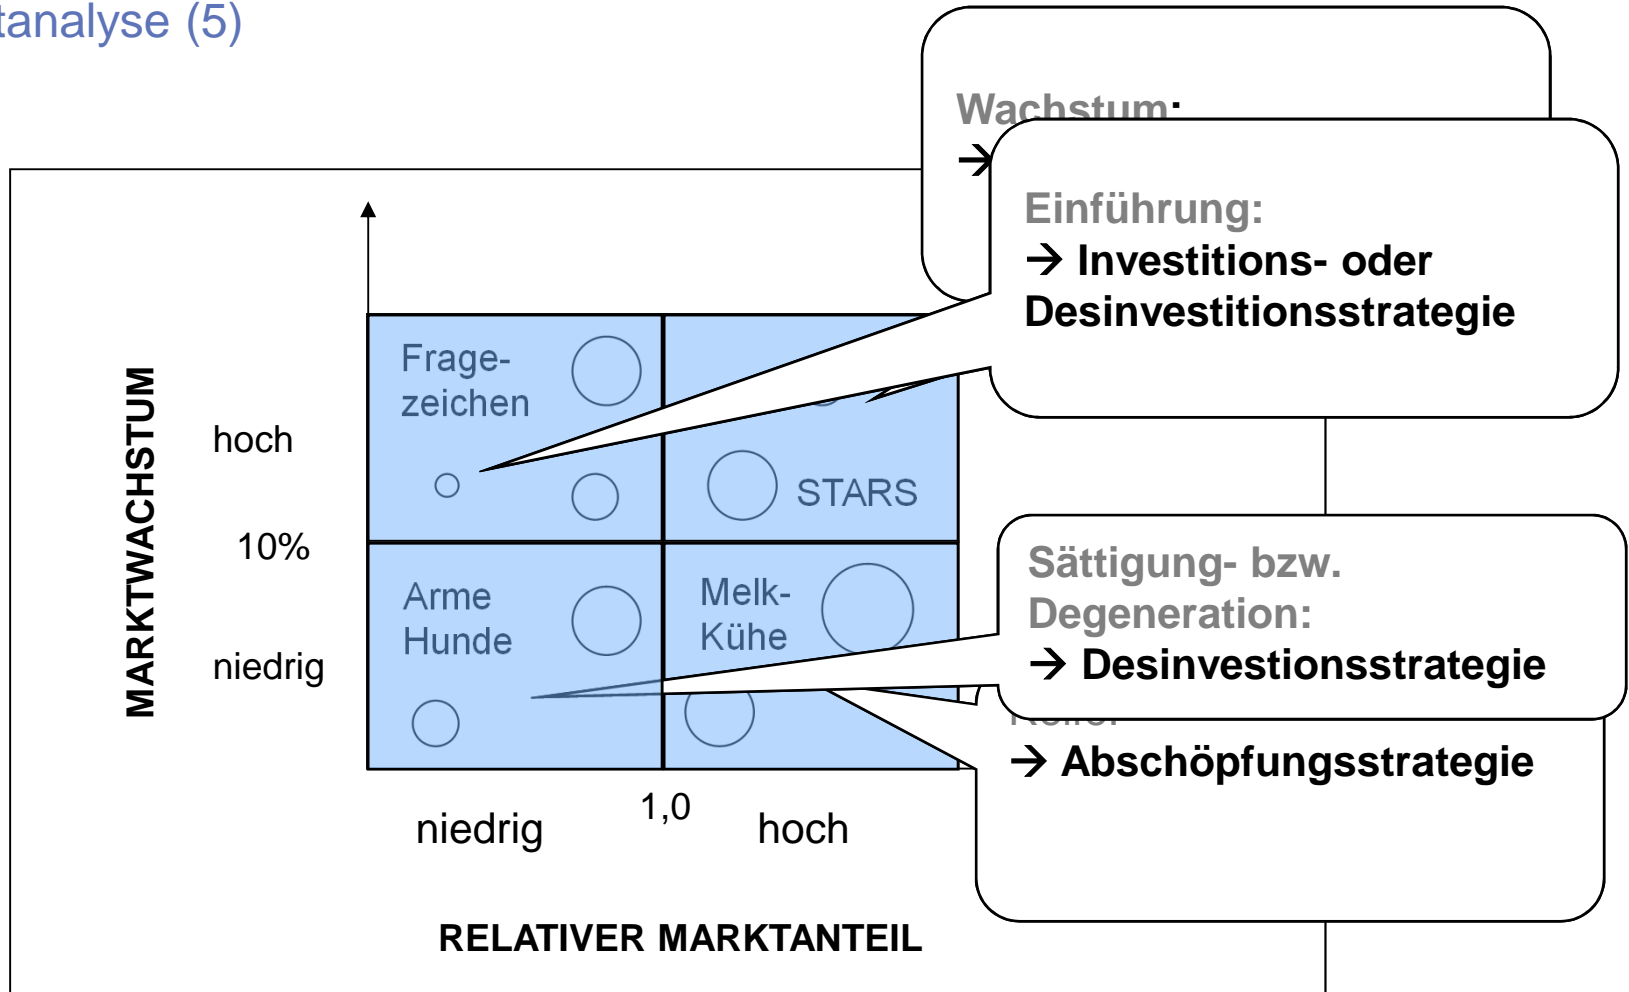 tanalyse (5)
Wachstum:
→
Einführung:
→ Investitions- oder
Desinvestitionsstrategie
Frage-
zeichen
STARS
hoch
10%
niedrig
MARKTWACHSTUM
Arme
Hunde
Melk-
Kühe
Sättigung- bzw.
Degeneration:
→ Desinvestionsstrategie
→ Abschöpfungsstrategie
niedrig
1,0
hoch
RELATIVER MARKTANTEIL